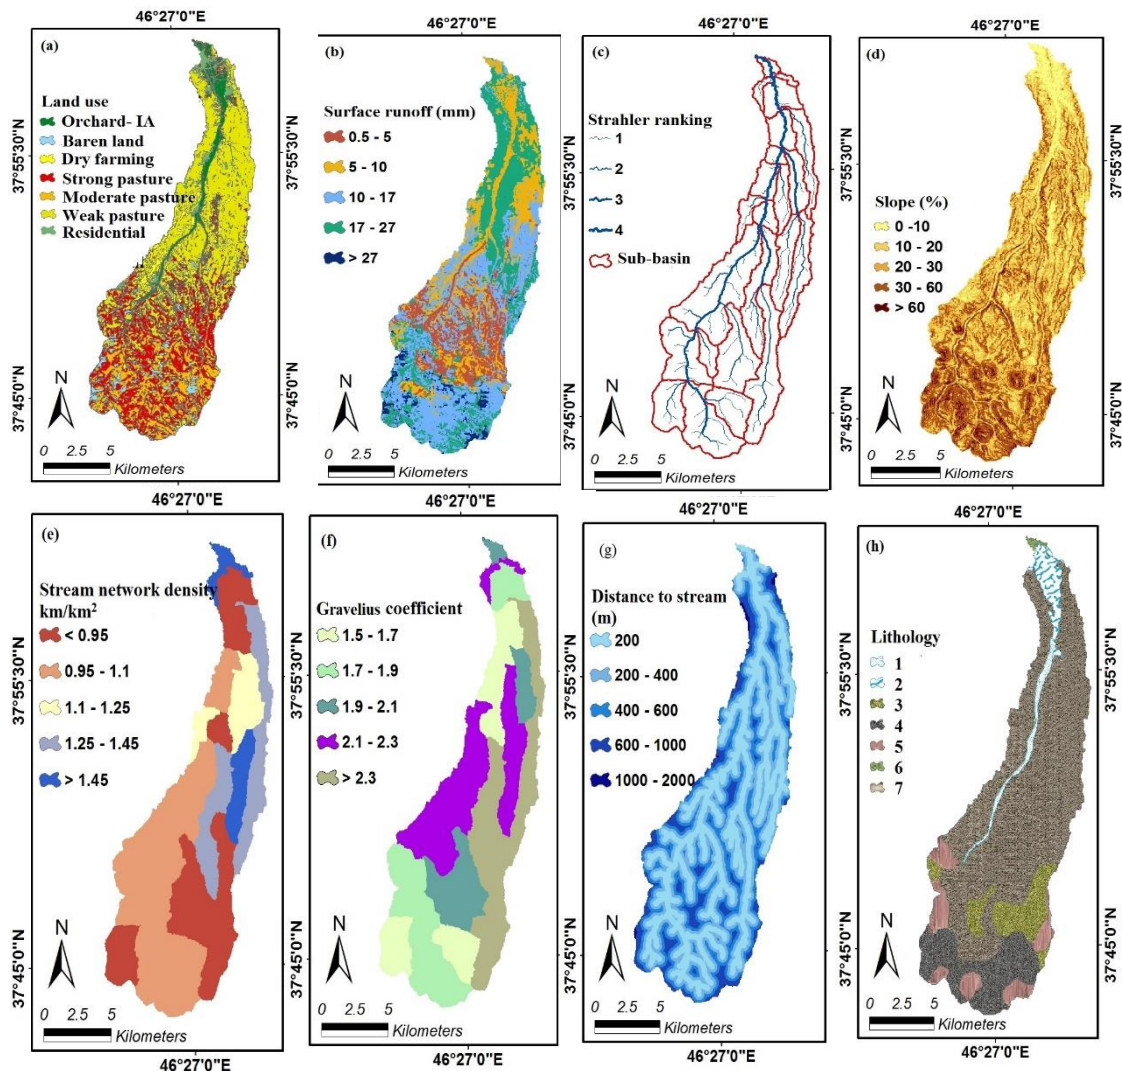 46°27'0"E
46°27'0"E
46°27'0"E
46°27'0"E
(a)
Land use
Orchard- IA
Baren land
Dry farming
Strong pasture
Moderate pasture
Weak pasture
Residential
N
0 2.5 5
Kilometers
37°55'30"N
37°45'0"N
(b)
Surface runoff (mm)
0.5 - 5
5 - 10
10 - 17
17 - 27
> 27
N
0 2.5 5
Kilometers
37°55'30"N
37°45'0"N
(c)
Strahler ranking
1
2
3
4
Sub-basin
N
0 2.5 5
Kilometers
37°55'30"N
37°45'0"N
(d)
Slope (%)
0 -10
10 - 20
20 - 30
30 - 60
> 60
N
0 2.5 5
Kilometers
37°55'30"N
37°45'0"N
46°27'0"E
46°27'0"E
46°27'0"E
46°27'0"E
(e)
Stream network density
km/km²
< 0.95
0.95 - 1.1
1.1 - 1.25
1.25 - 1.45
> 1.45
N
0 2.5 5
Kilometers
37°55'30"N
37°45'0"N
(f)
Gravelius coefficient
1.5 - 1.7
1.7 - 1.9
1.9 - 2.1
2.1 - 2.3
> 2.3
N
0 2.5 5
Kilometers
37°55'30"N
37°45'0"N
(g)
Distance to stream
(m)
200
200 - 400
400 - 600
600 - 1000
1000 - 2000
N
0 2.5 5
Kilometers
37°55'30"N
37°45'0"N
(h)
Lithology
1
2
3
4
5
6
7
N
0 2.5 5
Kilometers
37°55'30"N
37°45'0"N
46°27'0"E
46°27'0"E
46°27'0"E
46°27'0"E